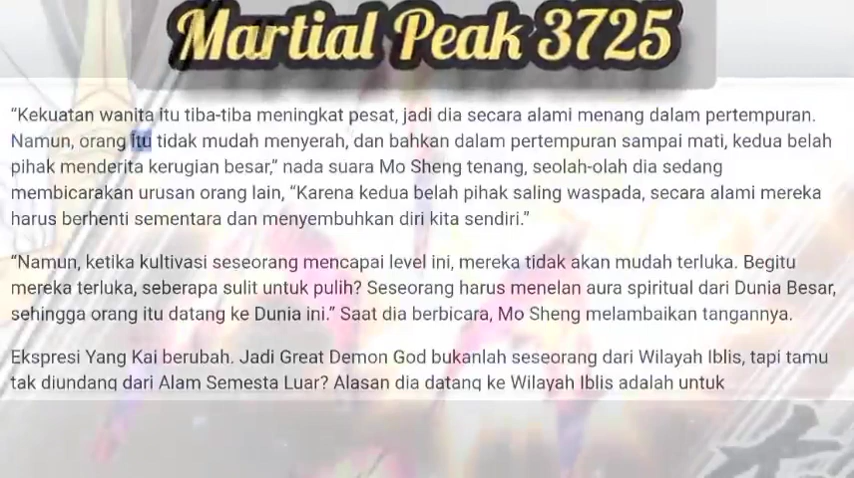 Martial Peak 3725
“Kekuatan wanita itu tiba-tiba meningkat pesat, jadi dia secara alami menang dalam pertempuran.
Namun, orang itu tidak mudah menyerah, dan bahkan dalam pertempuran sampai mati, kedua belah
pihak menderita kerugian besar,” nada suara Mo Sheng tenang, seolah-olah dia sedang
membicarakan urusan orang lain, “Karena kedua belah pihak saling waspada, secara alami mereka
harus berhenti sementara dan menyembuhkan diri kita sendiri.”
“Namun, ketika kultivasi seseorang mencapai level ini, mereka tidak akan mudah terluka. Begitu
mereka terluka, seberapa sulit untuk pulih? Seseorang harus menelan aura spiritual dari Dunia Besar,
sehingga orang itu datang ke Dunia ini.” Saat dia berbicara, Mo Sheng melambaikan tangannya.
Ekspresi Yang Kai berubah. Jadi Great Demon God bukanlah seseorang dari Wilayah Iblis, tapi tamu
tak diundang dari Alam Semesta Luar? Alasan dia datang ke Wilayah Iblis adalah untuk